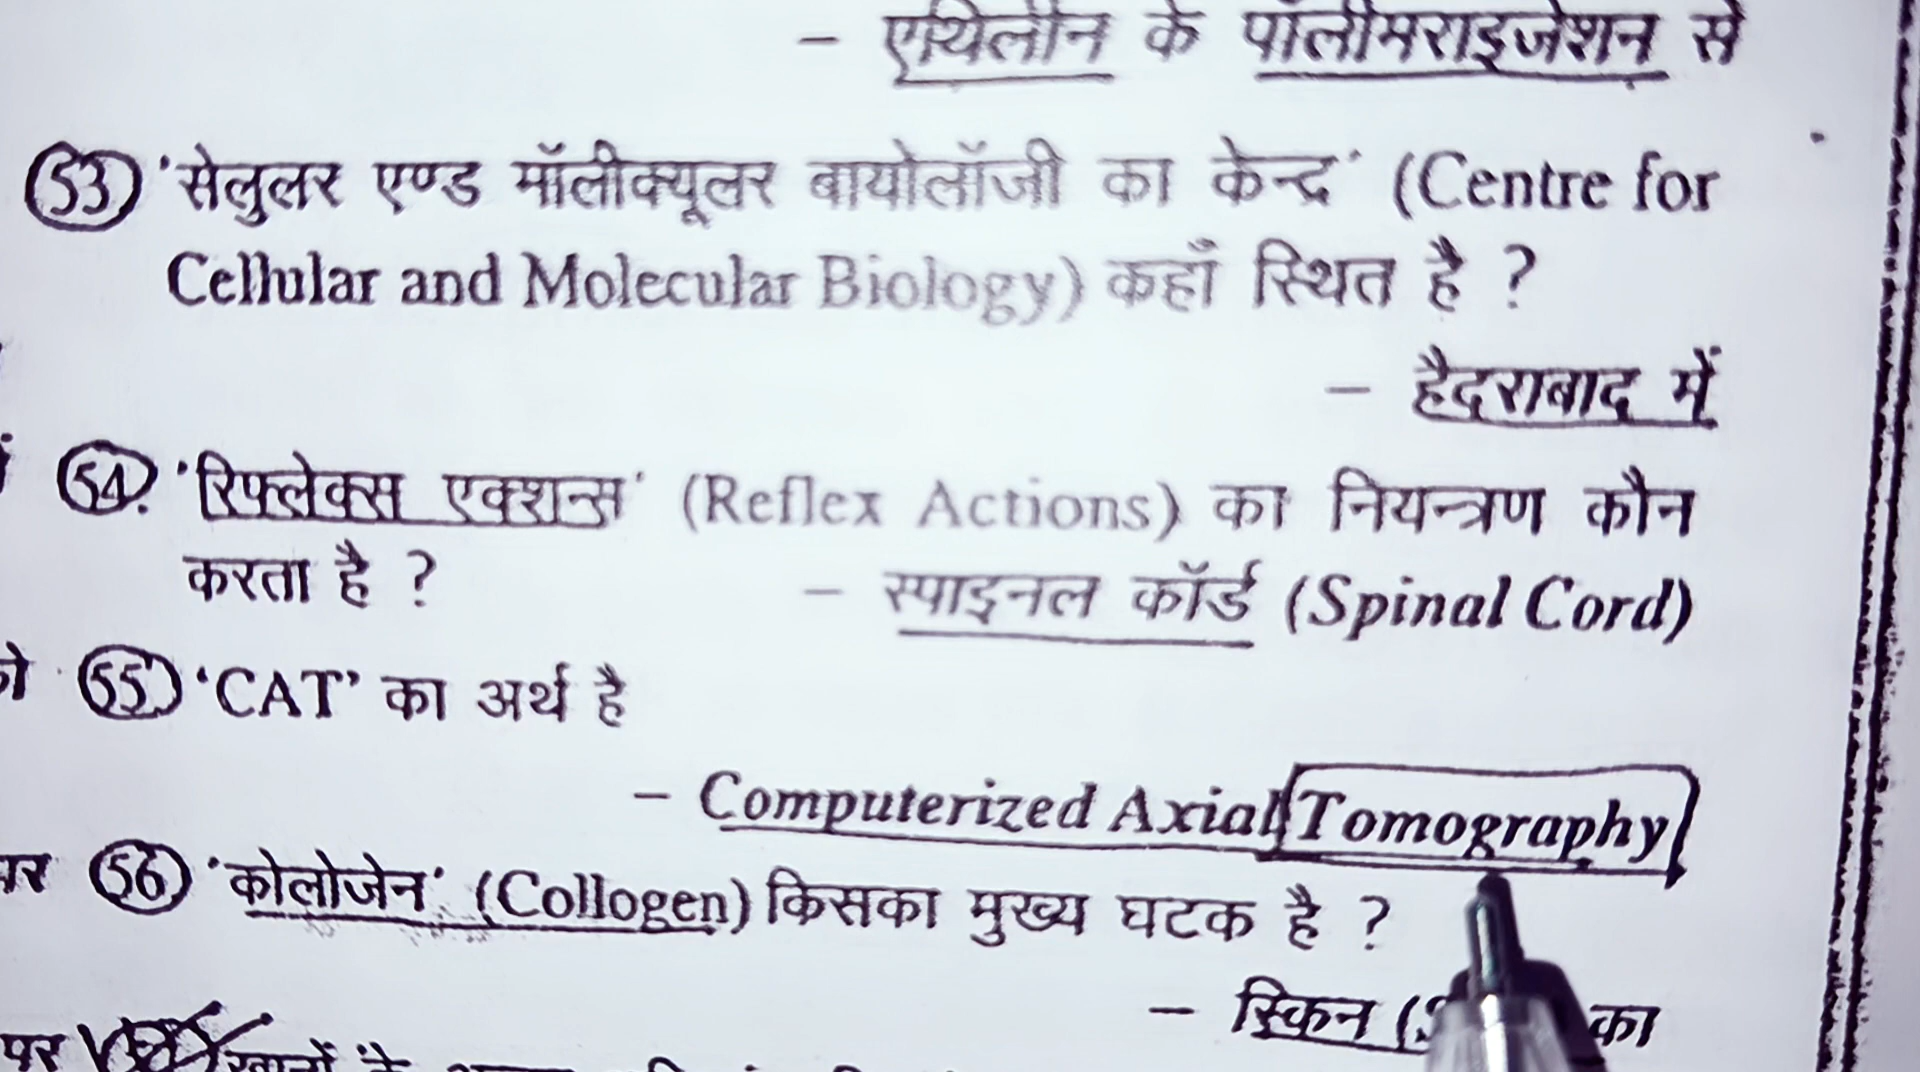 – एथिलीन के पॉलीमराइजेशन से
53 'सेलुलर एण्ड मॉलीक्यूलर बायोलॉजी का केन्द्र' (Centre for
Cellular and Molecular Biology) कहाँ स्थित है ?
– हैदराबाद में
54. 'रिफ्लेक्स एक्शन्स' (Reflex Actions) का नियन्त्रण कौन
करता है ? – स्पाइनल कॉर्ड (Spinal Cord)
55 'CAT' का अर्थ है
– Computerized Axial Tomography
56 'कोलोजेन' (Collogen) किसका मुख्य घटक है ?
– स्किन ( का
पर